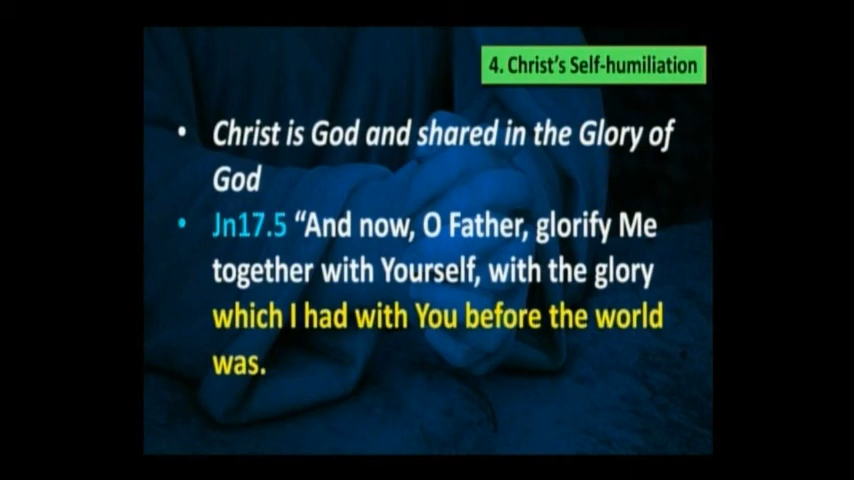 4. Christ's Self-humiliation
• Christ is God and shared in the Glory of
God
• Jn17.5 “And now, O Father, glorify Me
together with Yourself, with the glory
which I had with You before the world
was.